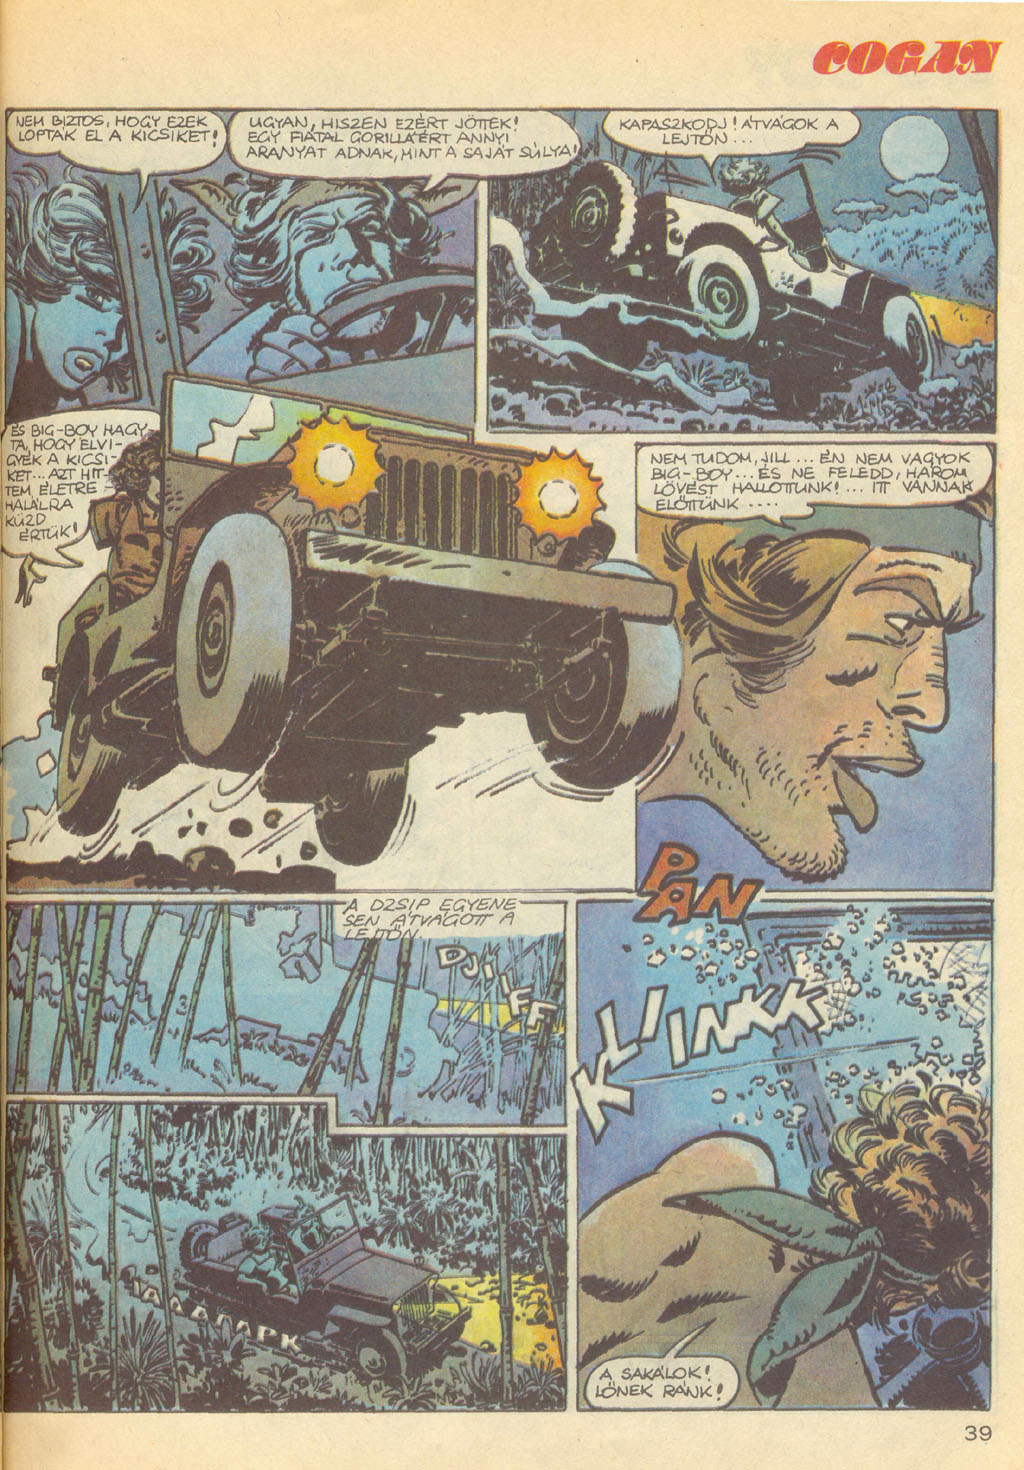 COGAN
NEM BIZTOS, HOGY EZEK
LOPTÁK EL A KICSIKET!
UGYAN, HISZEN EZÉRT JÖTTEK!
EGY FIATAL GORILLÁÉRT ANNYI
ARANYAT ADNAK, MINT A SAJÁT SÚLYA!
KAPASZKODJ! ÁTVÁGOK A
LEJTŐN...
ÉS BIG-BOY HAGY-
TA, HOGY ELVI-
GYÉK A KICSI-
KET... AZT HIT-
TEM ÉLETRE-
HALÁLRA
KÜZD
ÉRTÜK!
NEM TUDOM, JILL... ÉN NEM VAGYOK
BIG-BOY... ÉS NE FELEDD, HÁROM
LÖVÉST HALLOTTUNK!... ITT VANNAK
ELŐTTÜNK ....
A DZSIP EGYENE
SEN ÁTVÁGOTT A
LEJTŐN.
DJIFF
PAN
KLIINKK
A SAKÁLOK!
LŐNEK RÁNK!
39